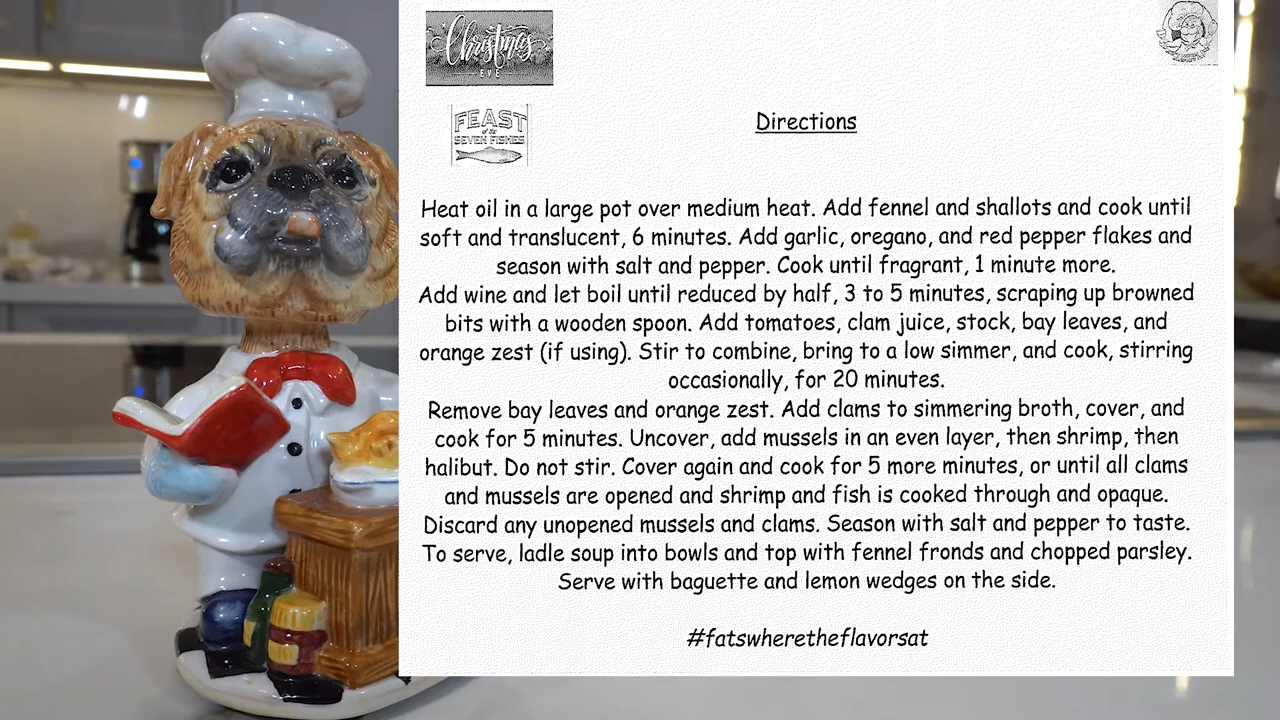 Christmas
EVE
FEAST
of the
SEVEN FISHES
Directions
Heat oil in a large pot over medium heat. Add fennel and shallots and cook until
soft and translucent, 6 minutes. Add garlic, oregano, and red pepper flakes and
season with salt and pepper. Cook until fragrant, 1 minute more.
Add wine and let boil until reduced by half, 3 to 5 minutes, scraping up browned
bits with a wooden spoon. Add tomatoes, clam juice, stock, bay leaves, and
orange zest (if using). Stir to combine, bring to a low simmer, and cook, stirring
occasionally, for 20 minutes.
Remove bay leaves and orange zest. Add clams to simmering broth, cover, and
cook for 5 minutes. Uncover, add mussels in an even layer, then shrimp, then
halibut. Do not stir. Cover again and cook for 5 more minutes, or until all clams
and mussels are opened and shrimp and fish is cooked through and opaque.
Discard any unopened mussels and clams. Season with salt and pepper to taste.
To serve, ladle soup into bowls and top with fennel fronds and chopped parsley.
Serve with baguette and lemon wedges on the side.
#fatswheretheflavorsat